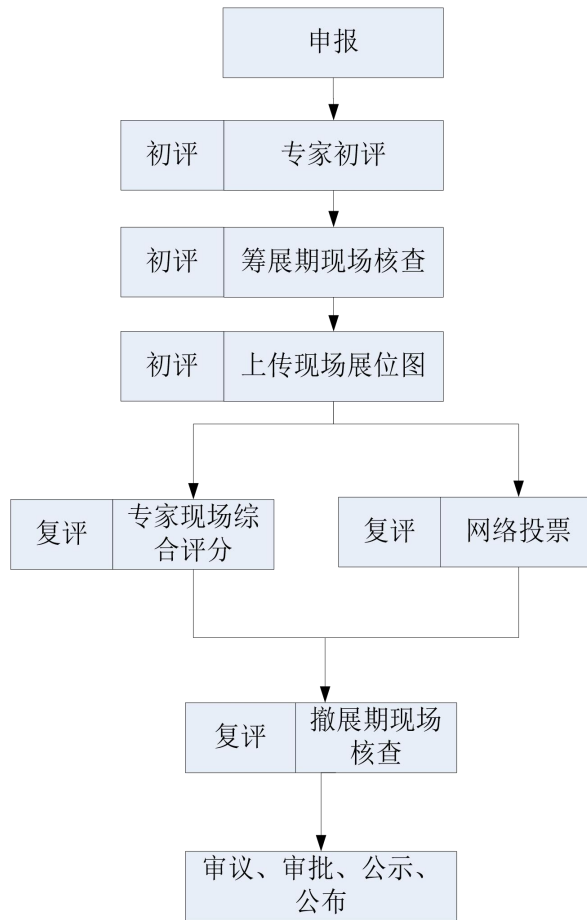 申报
初评 专家初评
初评 筹展期现场核查
初评 上传现场展位图
复评 专家现场综
合评分
复评 网络投票
复评 撤展期现场
核查
审议、审批、公示、
公布